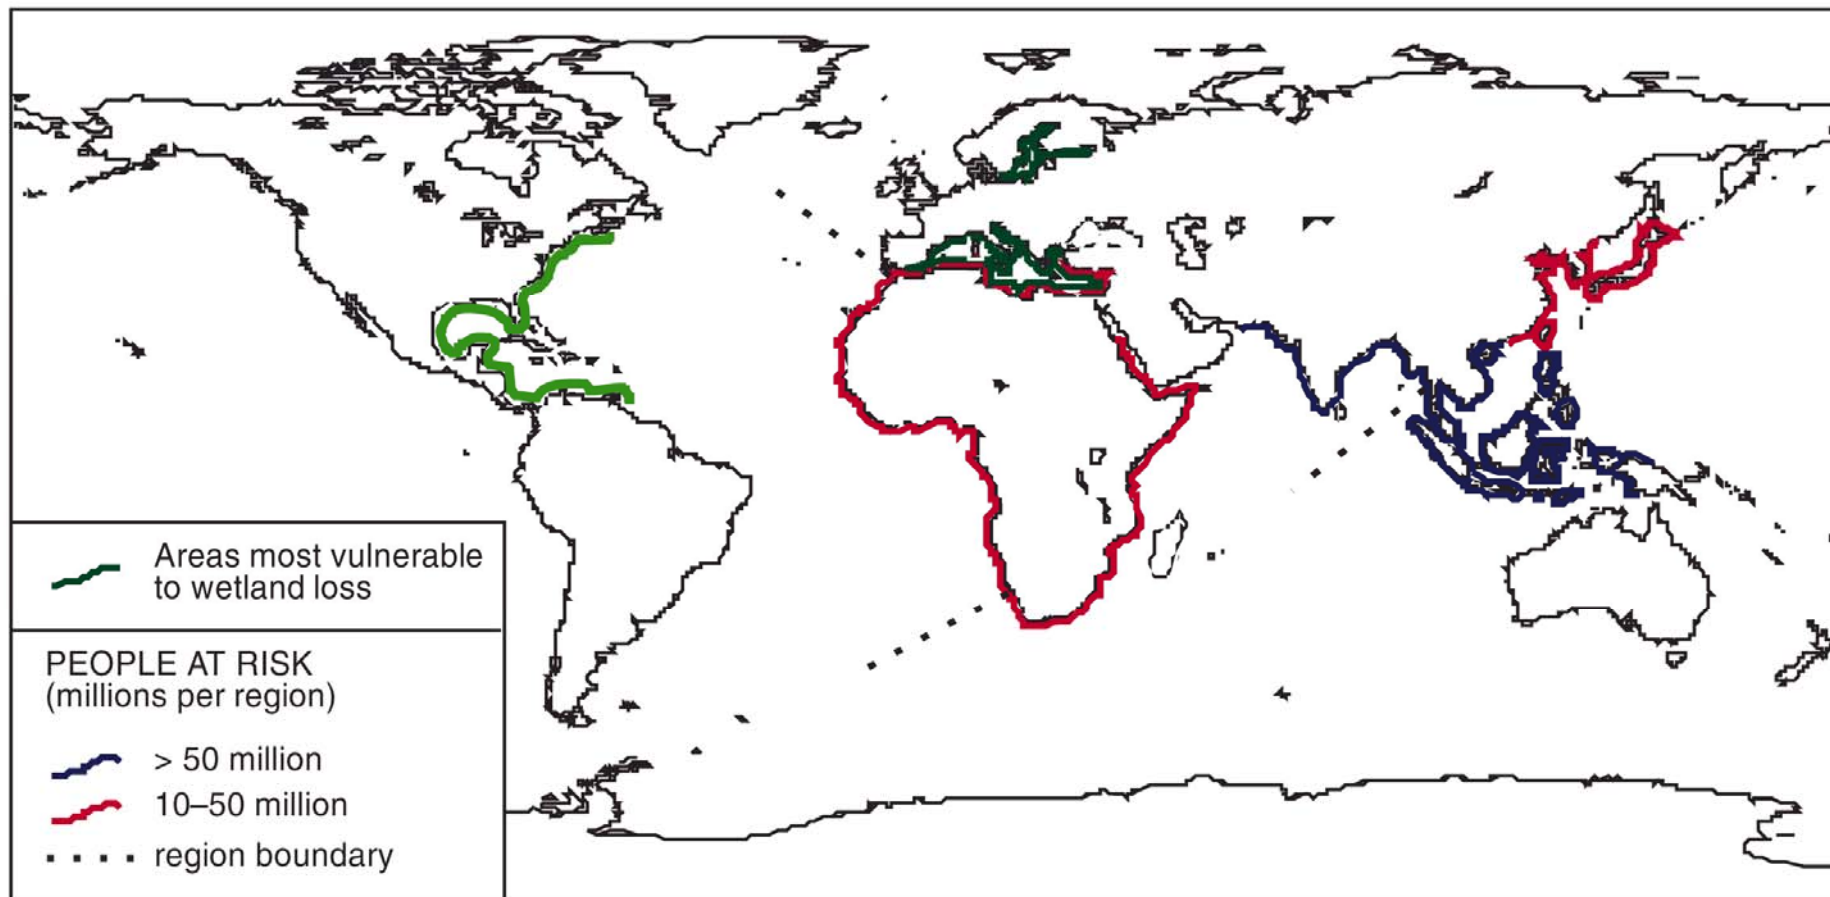 Areas most vulnerable
to wetland loss
PEOPLE AT RISK
(millions per region)
> 50 million
10–50 million
region boundary